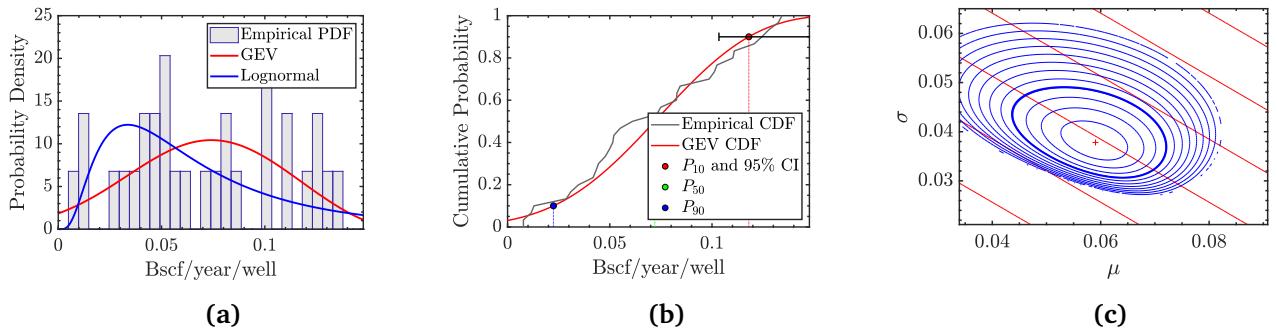 25
20
15
10
5
0
0
0.05
0.1
Probability Density
Bscf/year/well
Empirical PDF
GEV
Lognormal
(a)
1
0.8
0.6
0.4
0.2
0
0
0.05
0.1
Cumulative Probability
Bscf/year/well
Empirical CDF
GEV CDF
P10 and 95% CI
P50
P90
(b)
0.06
0.05
0.04
0.03
0.04
0.06
0.08
σ
μ
(c)